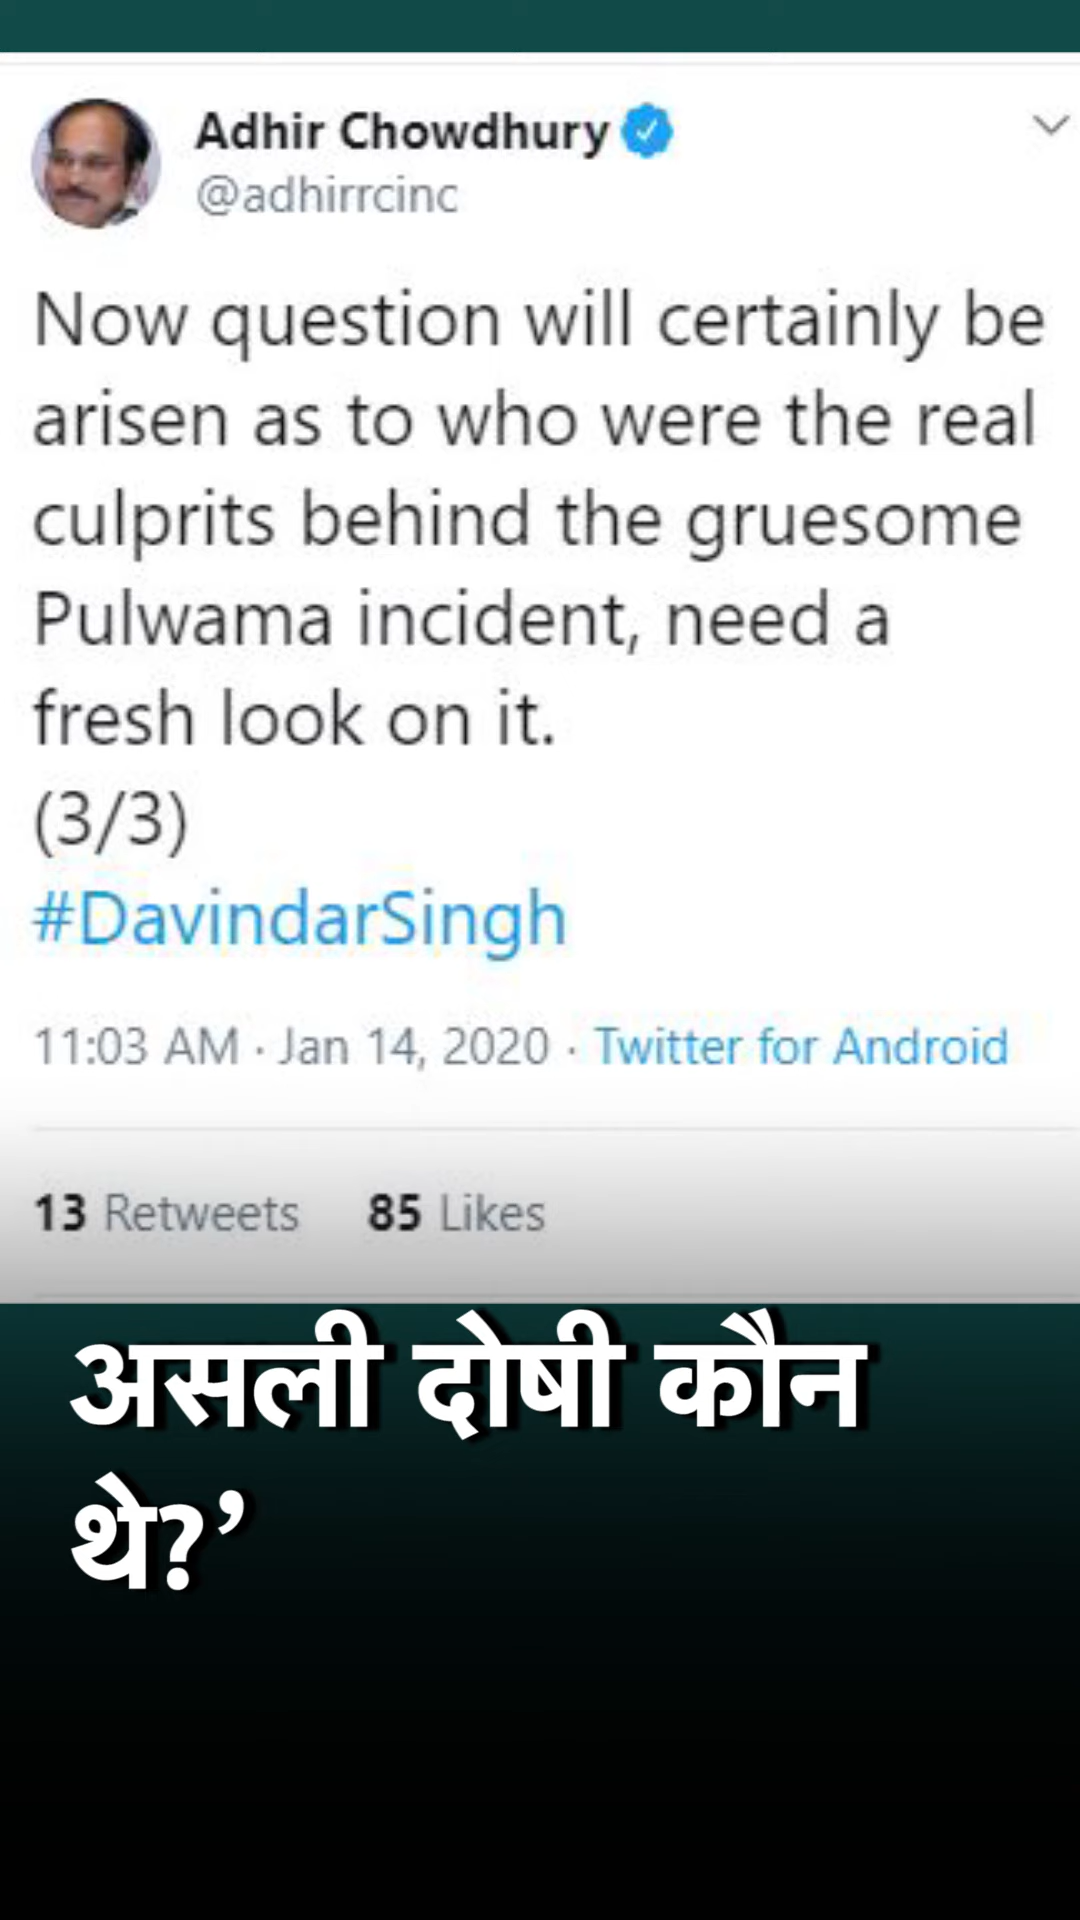 Adhir Chowdhury
@adhirrcinc
Now question will certainly be
arisen as to who were the real
culprits behind the gruesome
Pulwama incident, need a
fresh look on it.
(3/3)
#DavindarSingh
11:03 AM · Jan 14, 2020 · Twitter for Android
13 Retweets 85 Likes
असली दोषी कौन
थे?’